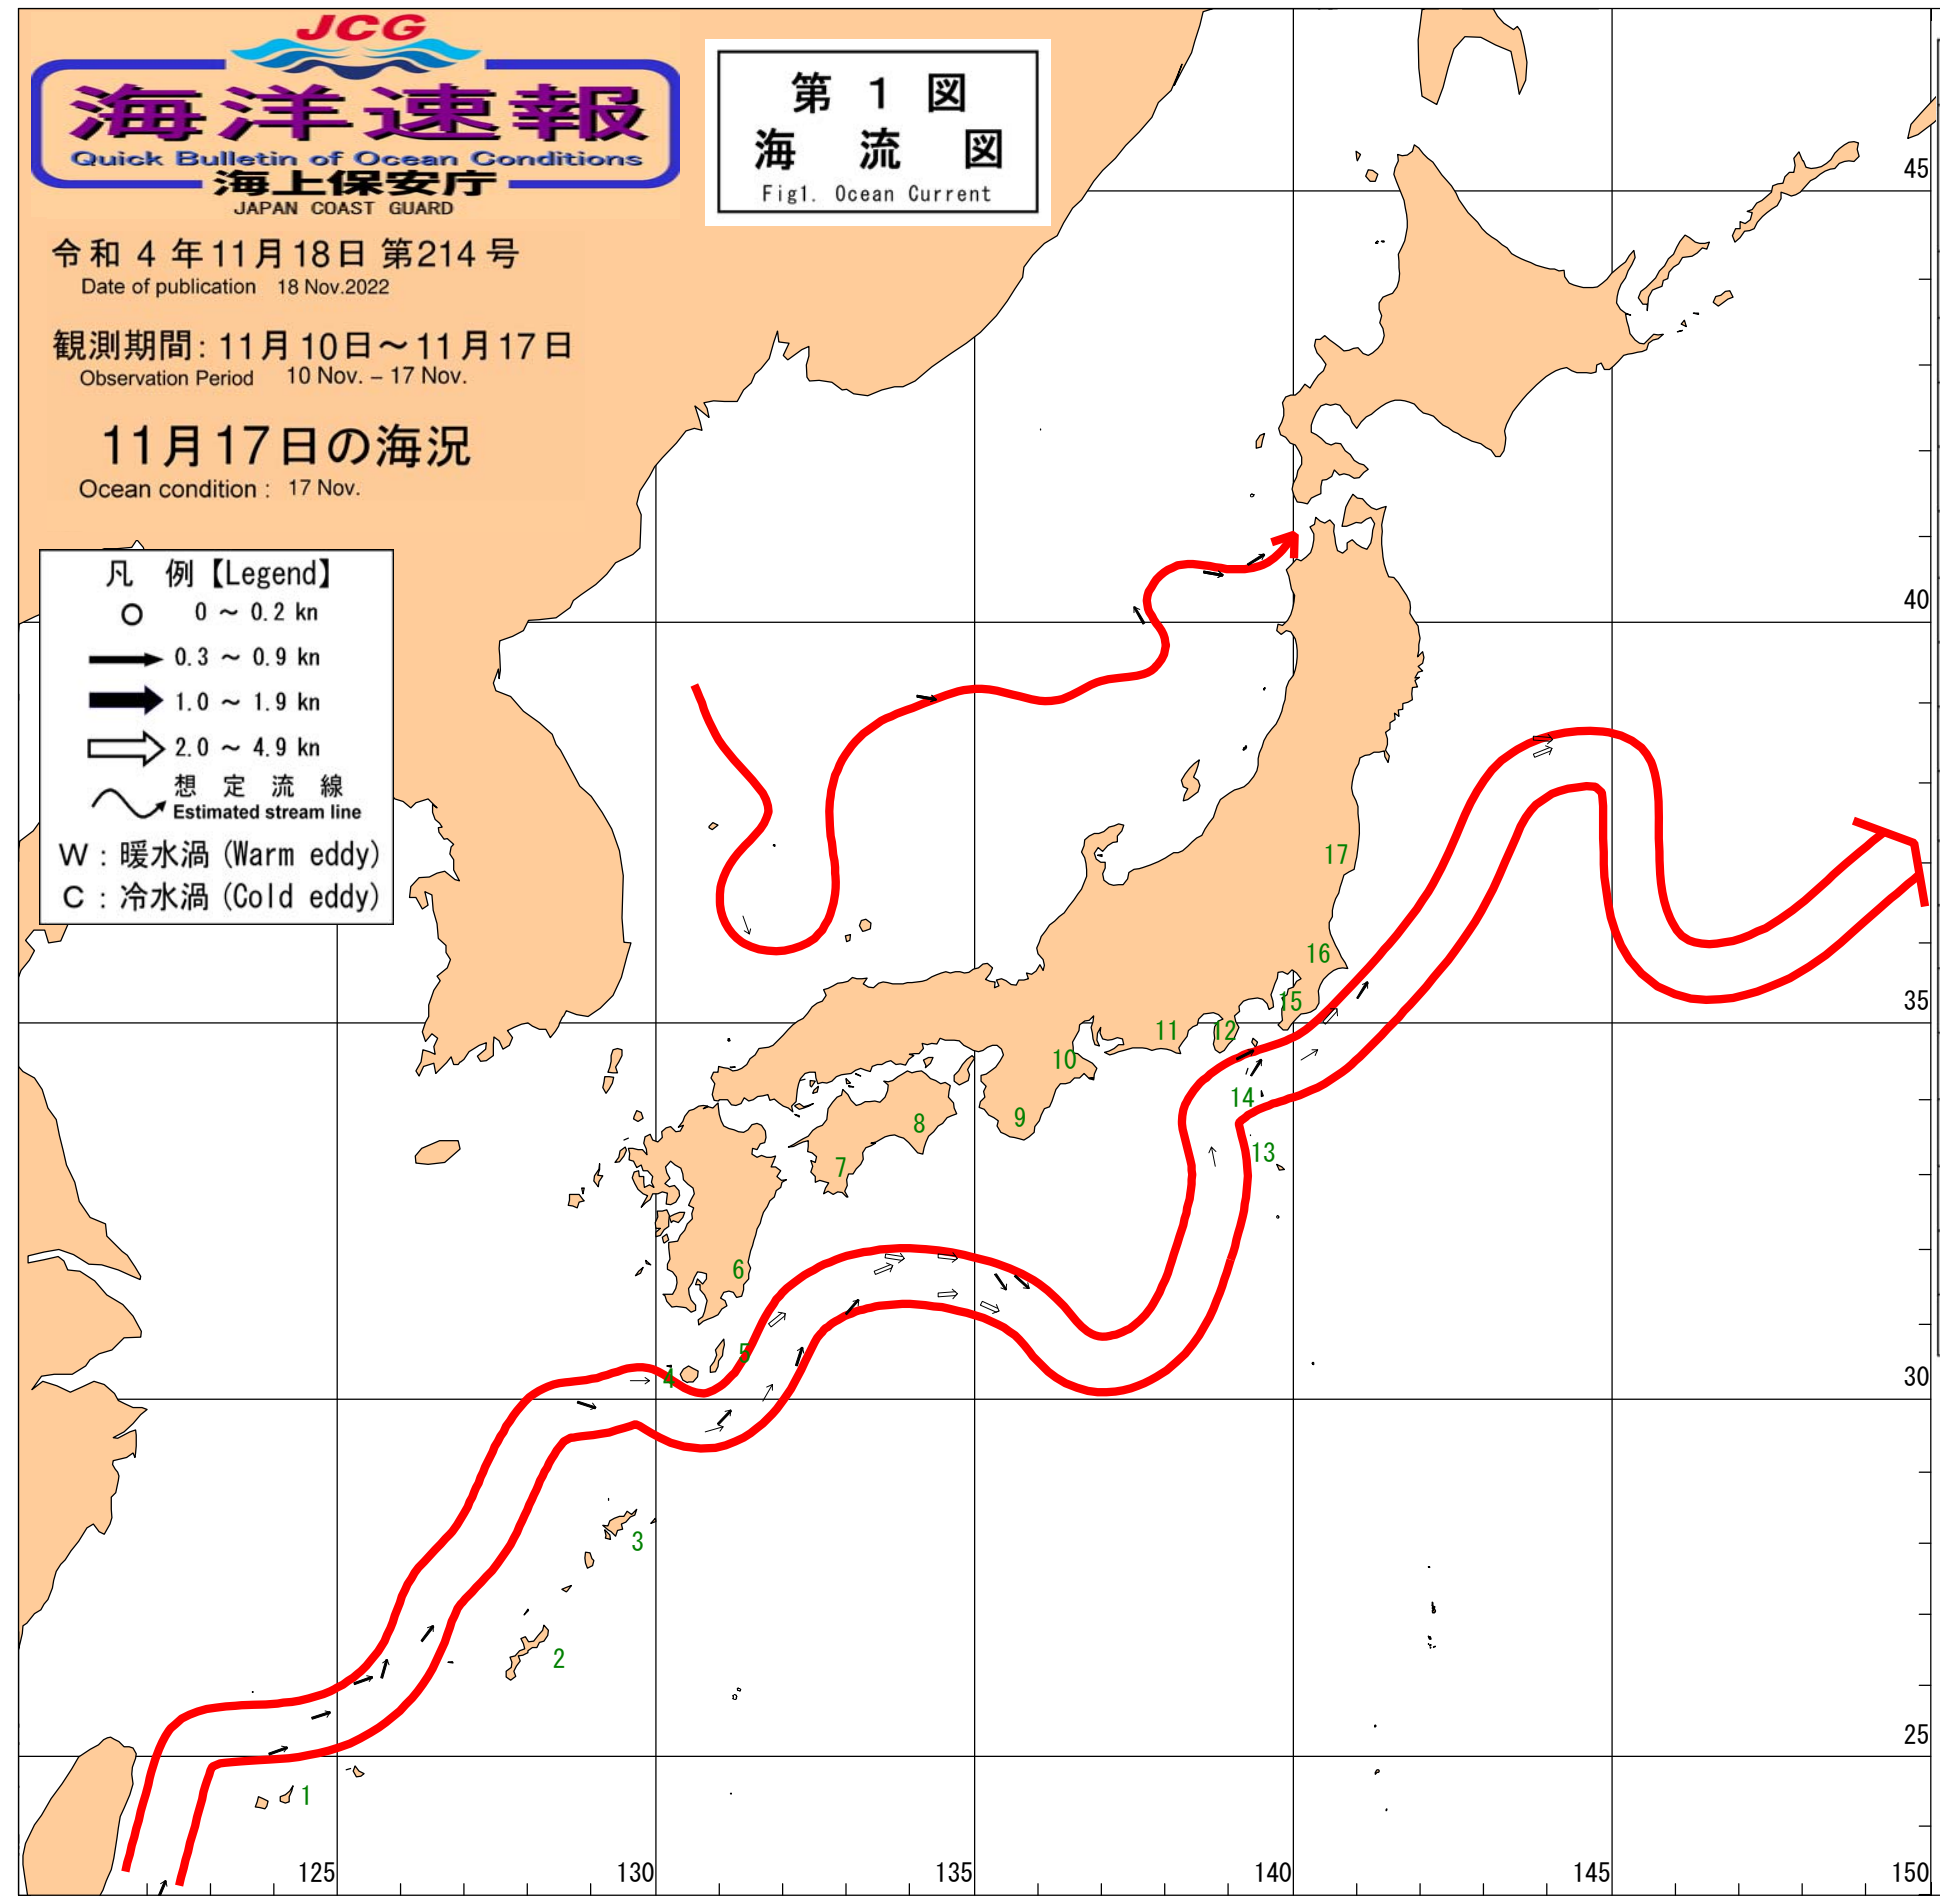 JCG
海洋速報
Quick Bulletin of Ocean Conditions
海上保安庁
JAPAN COAST GUARD
第 1 図
海 流 図
Fig1. Ocean Current
令和 4 年11月18日 第214号
Date of publication 18 Nov.2022
観測期間: 11月10日～11月17日
Observation Period 10 Nov. – 17 Nov.
11月17日の海況
Ocean condition : 17 Nov.
凡 例【Legend】
0 ～ 0.2 kn
0.3 ～ 0.9 kn
1.0 ～ 1.9 kn
2.0 ～ 4.9 kn
想 定 流 線
Estimated stream line
W : 暖水渦 (Warm eddy)
C : 冷水渦 (Cold eddy)
45
40
35
30
25
17
16
15
14
13
12
11
10
9
8
7
6
5
4
3
2
1
125
130
135
140
145
150